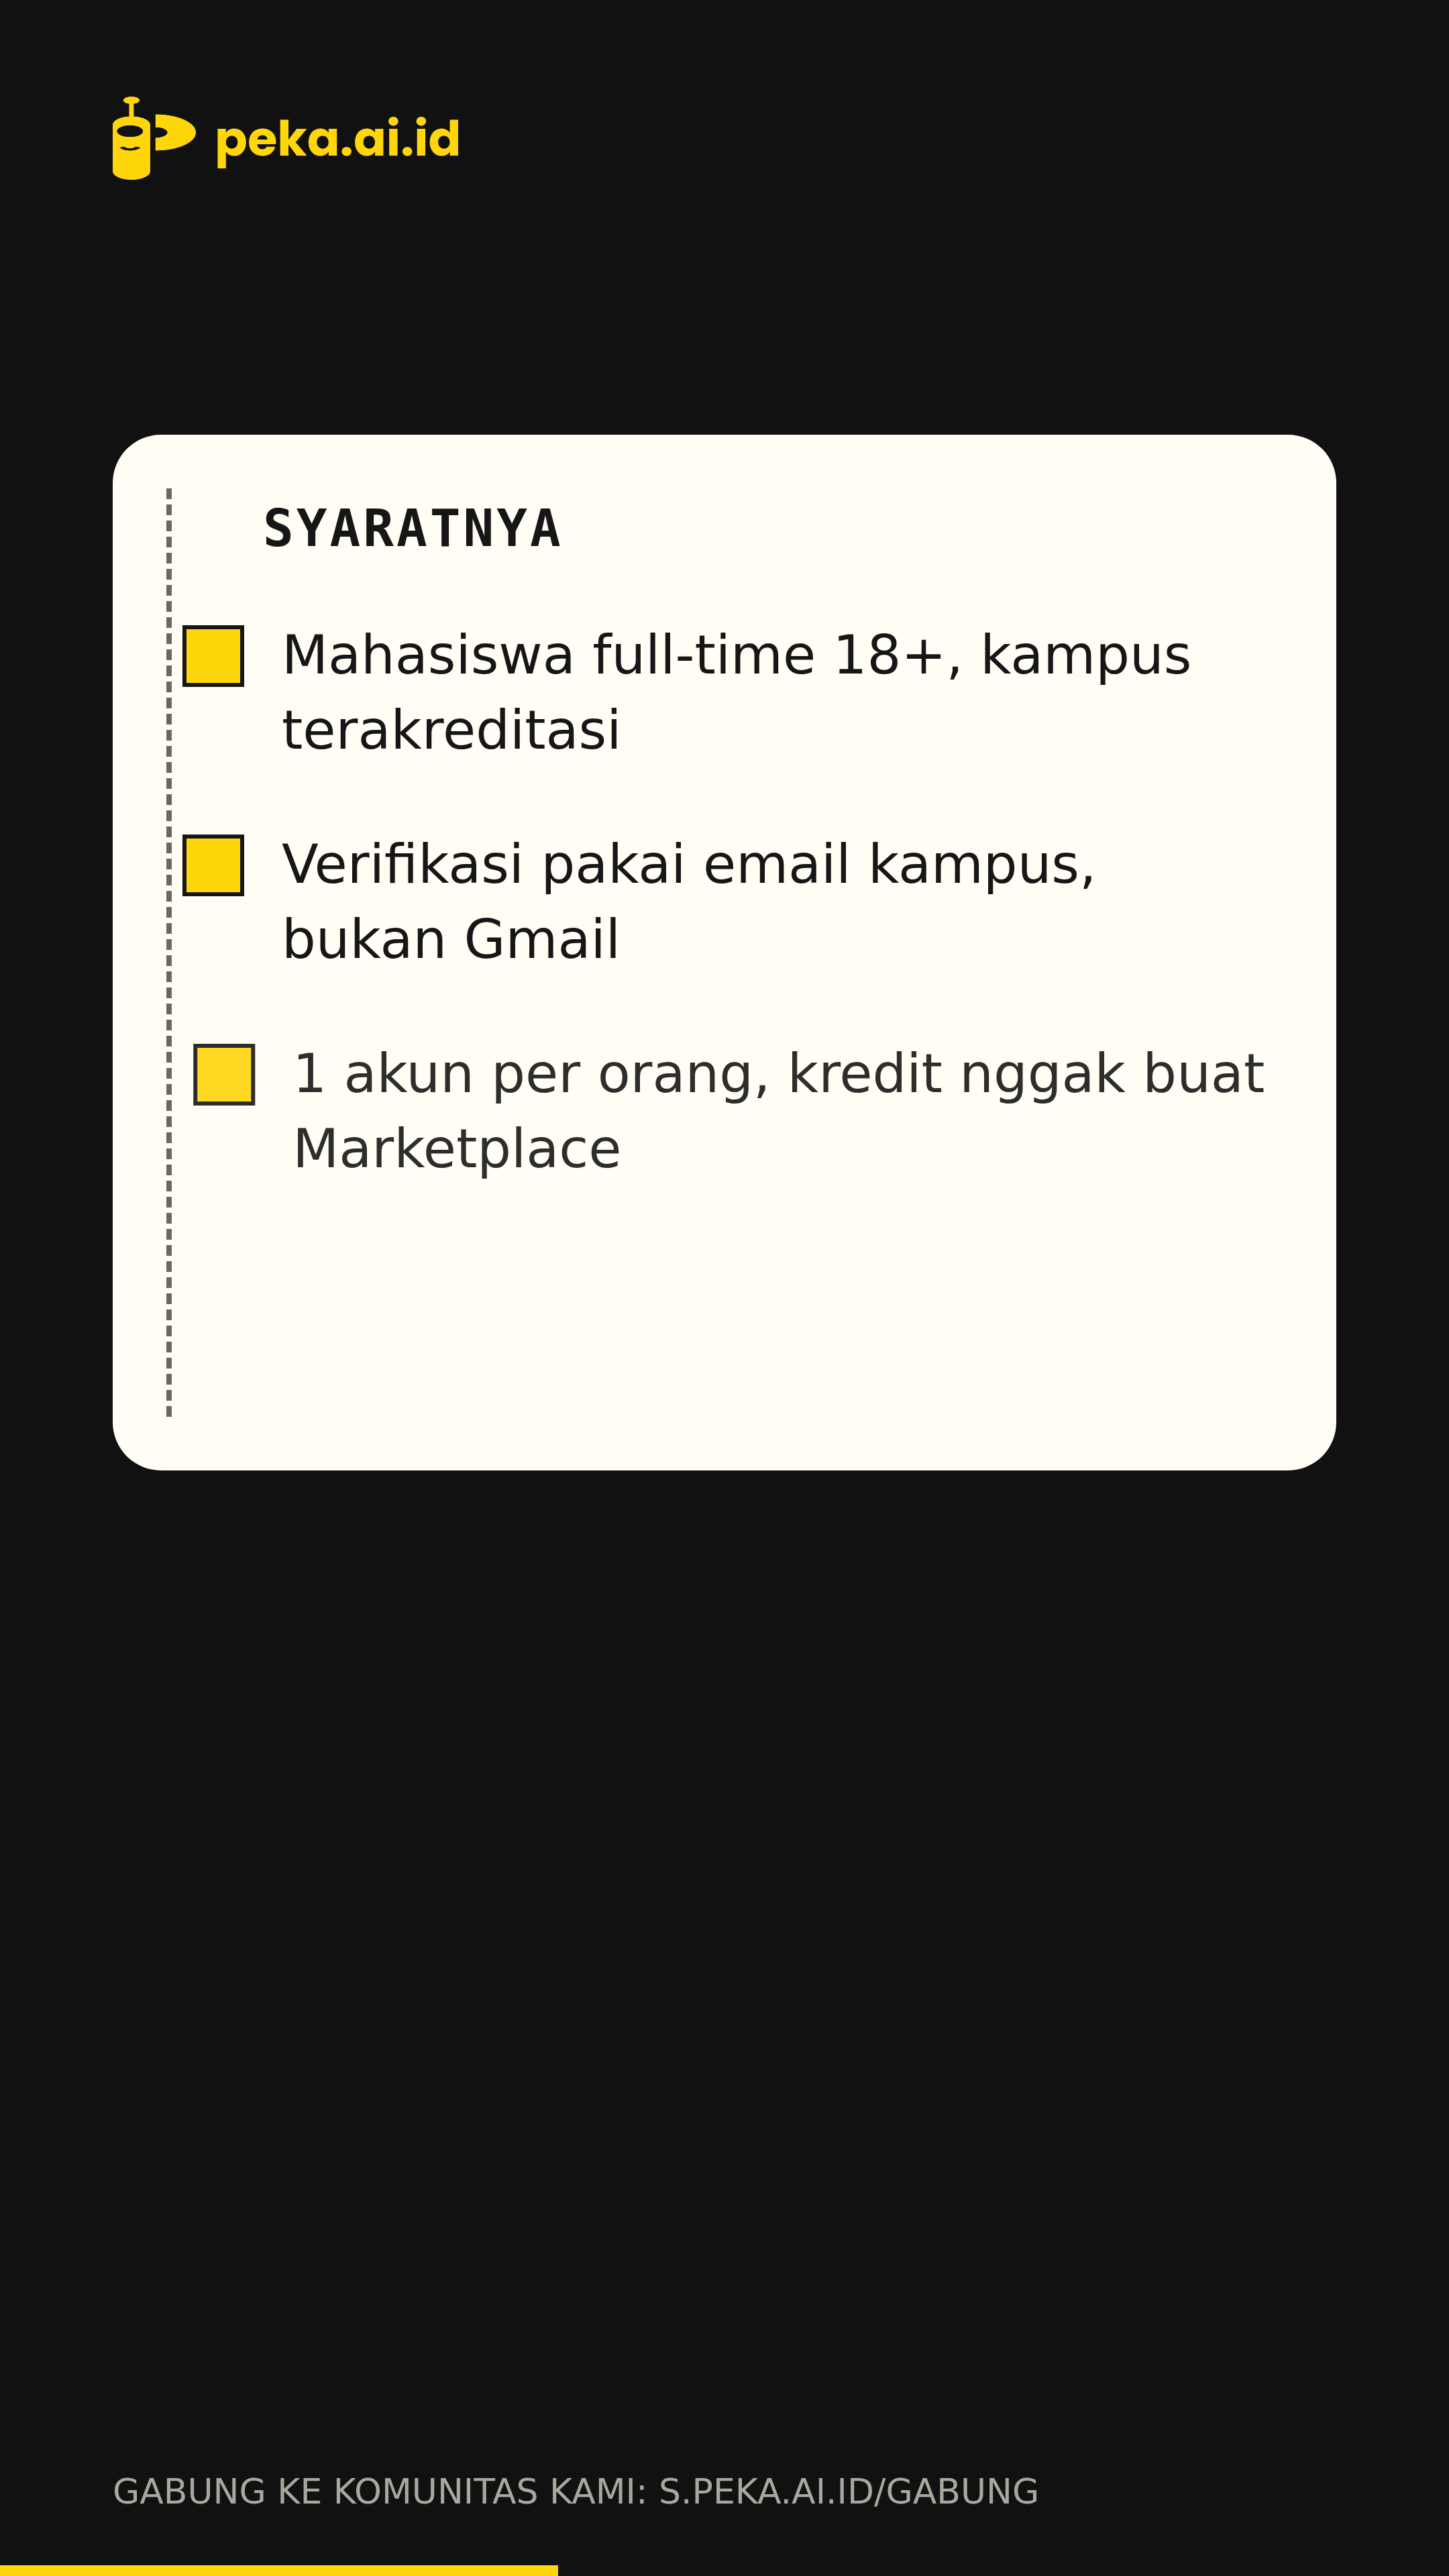 peka.ai.id
SYARATNYA
Mahasiswa full-time 18+, kampus
terakreditasi
Verifikasi pakai email kampus,
bukan Gmail
1 akun per orang, kredit nggak buat
Marketplace
GABUNG KE KOMUNITAS KAMI: S.PEKA.AI.ID/GABUNG